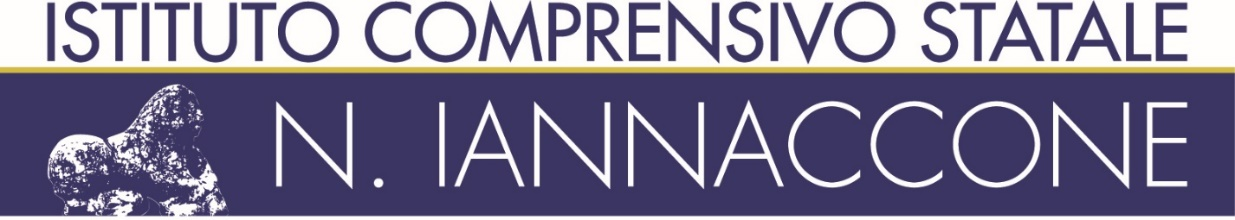 ISTITUTO COMPRENSIVO STATALE
N. IANNACCONE